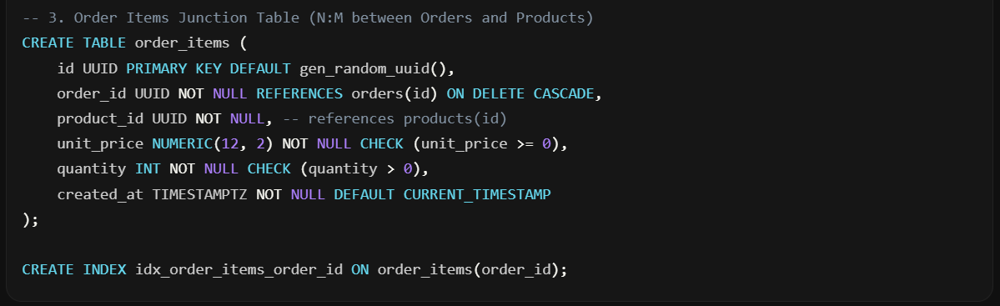 -- 3. Order Items Junction Table (N:M between Orders and Products)
CREATE TABLE order_items (
    id UUID PRIMARY KEY DEFAULT gen_random_uuid(),
    order_id UUID NOT NULL REFERENCES orders(id) ON DELETE CASCADE,
    product_id UUID NOT NULL, -- references products(id)
    unit_price NUMERIC(12, 2) NOT NULL CHECK (unit_price >= 0),
    quantity INT NOT NULL CHECK (quantity > 0),
    created_at TIMESTAMPTZ NOT NULL DEFAULT CURRENT_TIMESTAMP
);
CREATE INDEX idx_order_items_order_id ON order_items(order_id);